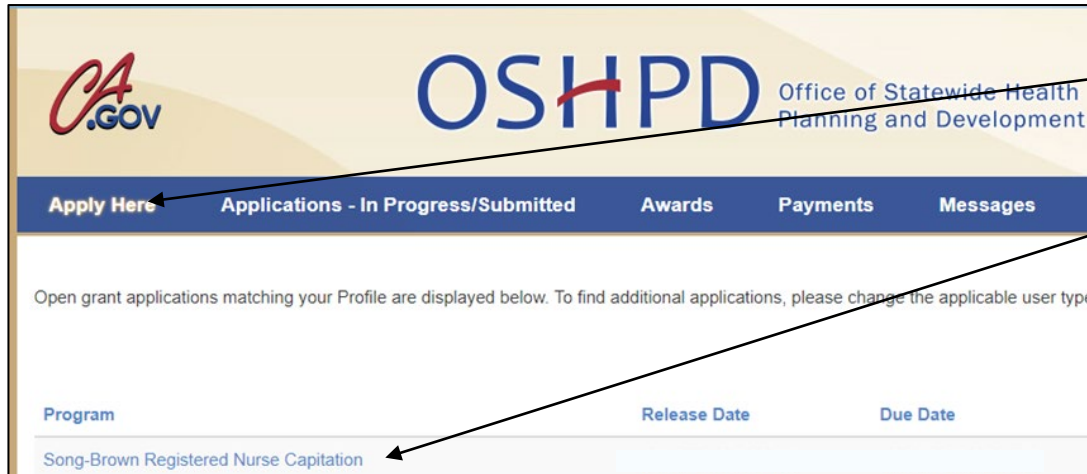 CA
.GOV
OSHPD
Office of Statewide Health
Planning and Development
Apply Here Applications - In Progress/Submitted Awards Payments Messages
Open grant applications matching your Profile are displayed below. To find additional applications, please change the applicable user type
Program Release Date Due Date
Song-Brown Registered Nurse Capitation